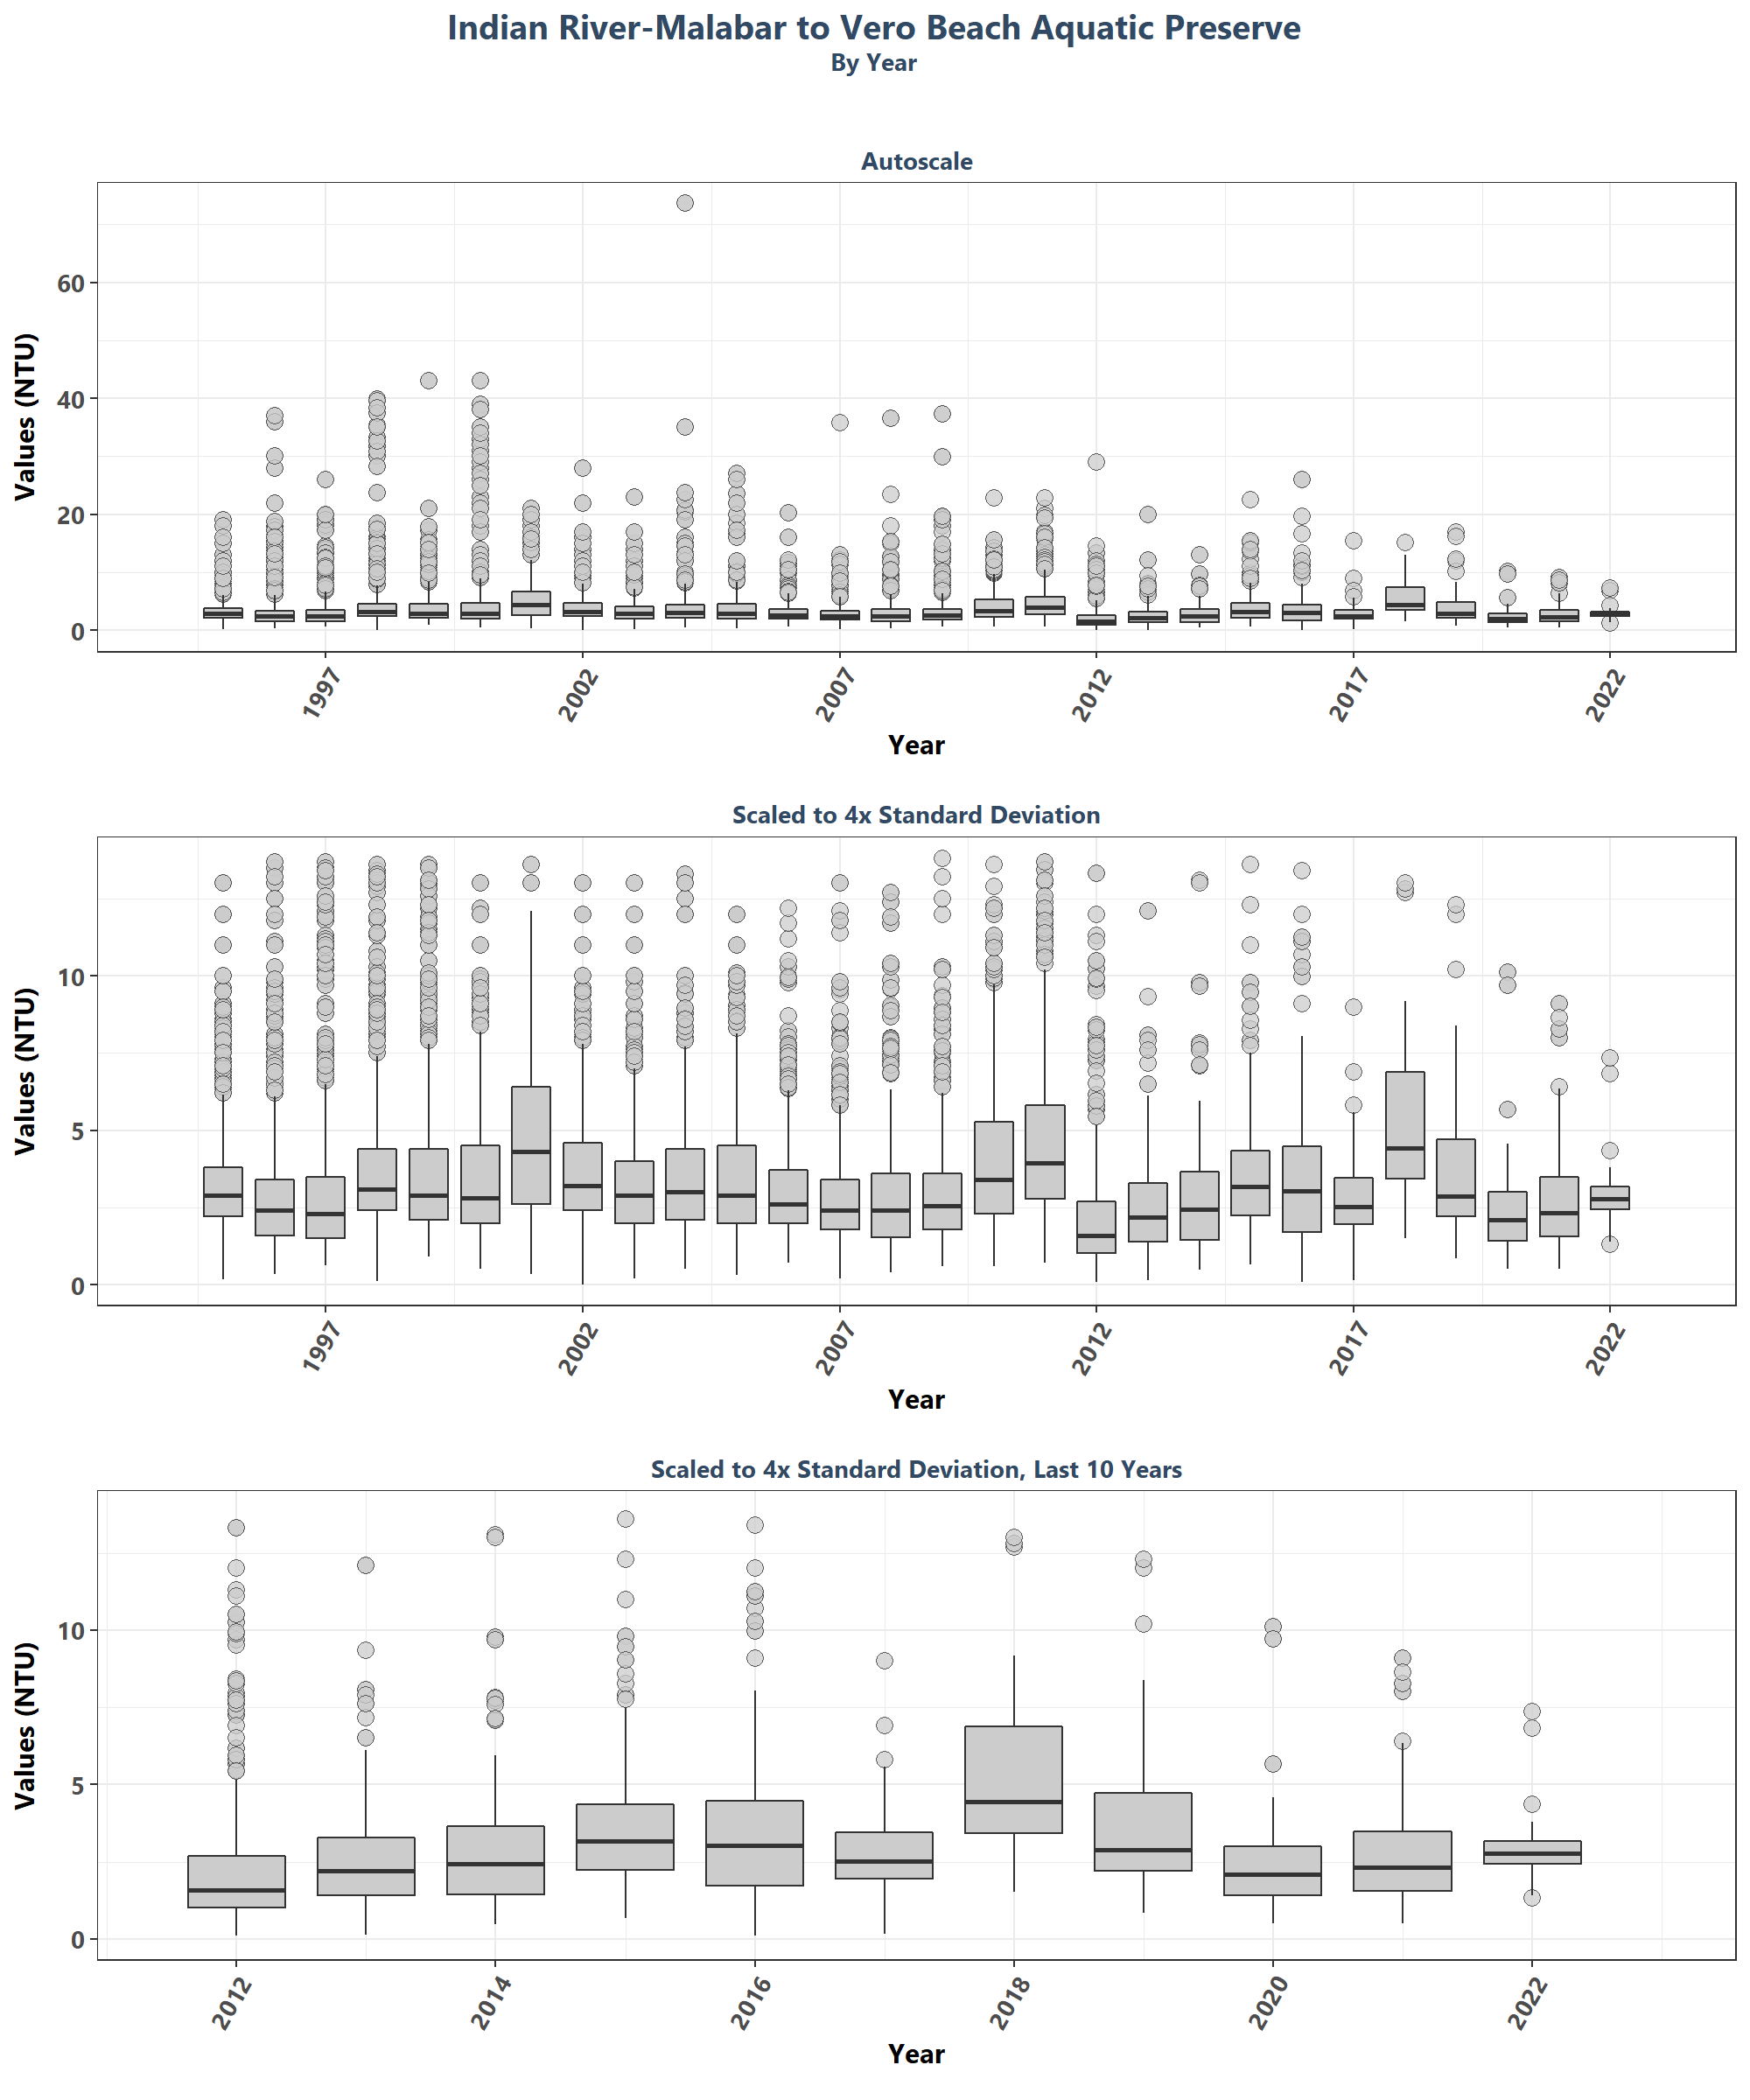 Indian River-Malabar to Vero Beach Aquatic Preserve
By Year
Autoscale
Values (NTU)
60
40
20
0
1997
2002
2007
2012
2017
2022
Year
Scaled to 4x Standard Deviation
Values (NTU)
10
5
0
1997
2002
2007
2012
2017
2022
Year
Scaled to 4x Standard Deviation, Last 10 Years
Values (NTU)
10
5
0
2012
2014
2016
2018
2020
2022
Year